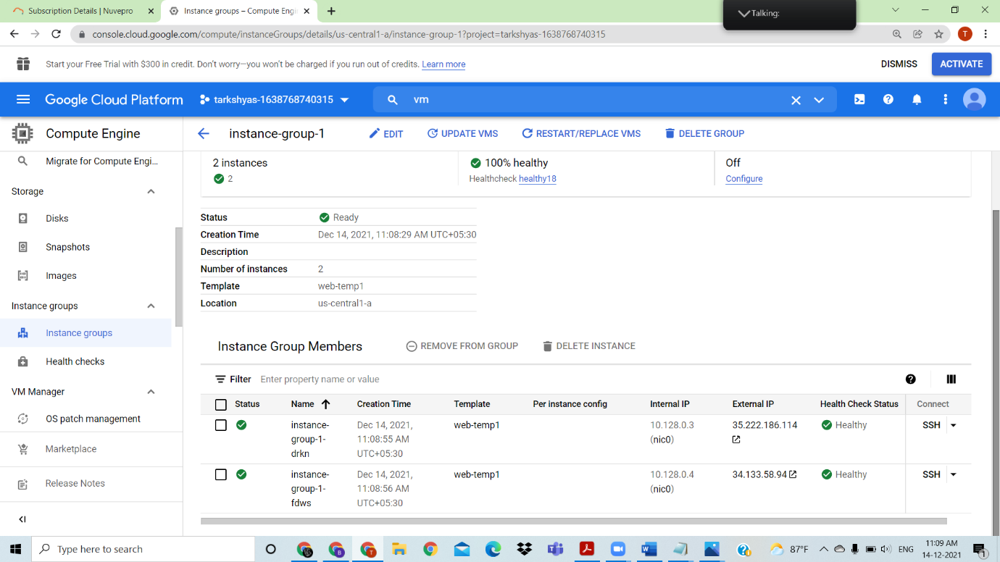 Subscription Details | Nuvepro
Instance groups – Compute Engi
Talking:
console.cloud.google.com/compute/instanceGroups/details/us-central1-a/instance-group-1?project=tarkshyas-1638768740315
T
Start your Free Trial with $300 in credit. Don't worry—you won't be charged if you run out of credits. Learn more
DISMISS
ACTIVATE
Google Cloud Platform
tarkshyas-1638768740315
vm
Compute Engine
instance-group-1
EDIT
UPDATE VMS
RESTART/REPLACE VMS
DELETE GROUP
Migrate for Compute Engi...
Storage
Disks
Snapshots
Images
Instance groups
Instance groups
Health checks
VM Manager
OS patch management
Marketplace
Release Notes
2 instances
2
100% healthy
Healthcheck healthy18
Off
Configure
Status Ready
Creation Time Dec 14, 2021, 11:08:29 AM UTC+05:30
Description
Number of instances 2
Template web-temp1
Location us-central1-a
Instance Group Members
REMOVE FROM GROUP
DELETE INSTANCE
Filter Enter property name or value
Status Name Creation Time Template Per instance config Internal IP External IP Health Check Status Connect
instance- Dec 14, 2021, web-temp1 10.128.0.3 35.222.186.114 Healthy SSH
group-1- 11:08:55 AM (nic0)
drkn UTC+05:30
instance- Dec 14, 2021, web-temp1 10.128.0.4 34.133.58.94 Healthy SSH
group-1- 11:08:56 AM (nic0)
fdws UTC+05:30
Type here to search
87°F
ENG
11:09 AM
14-12-2021
1